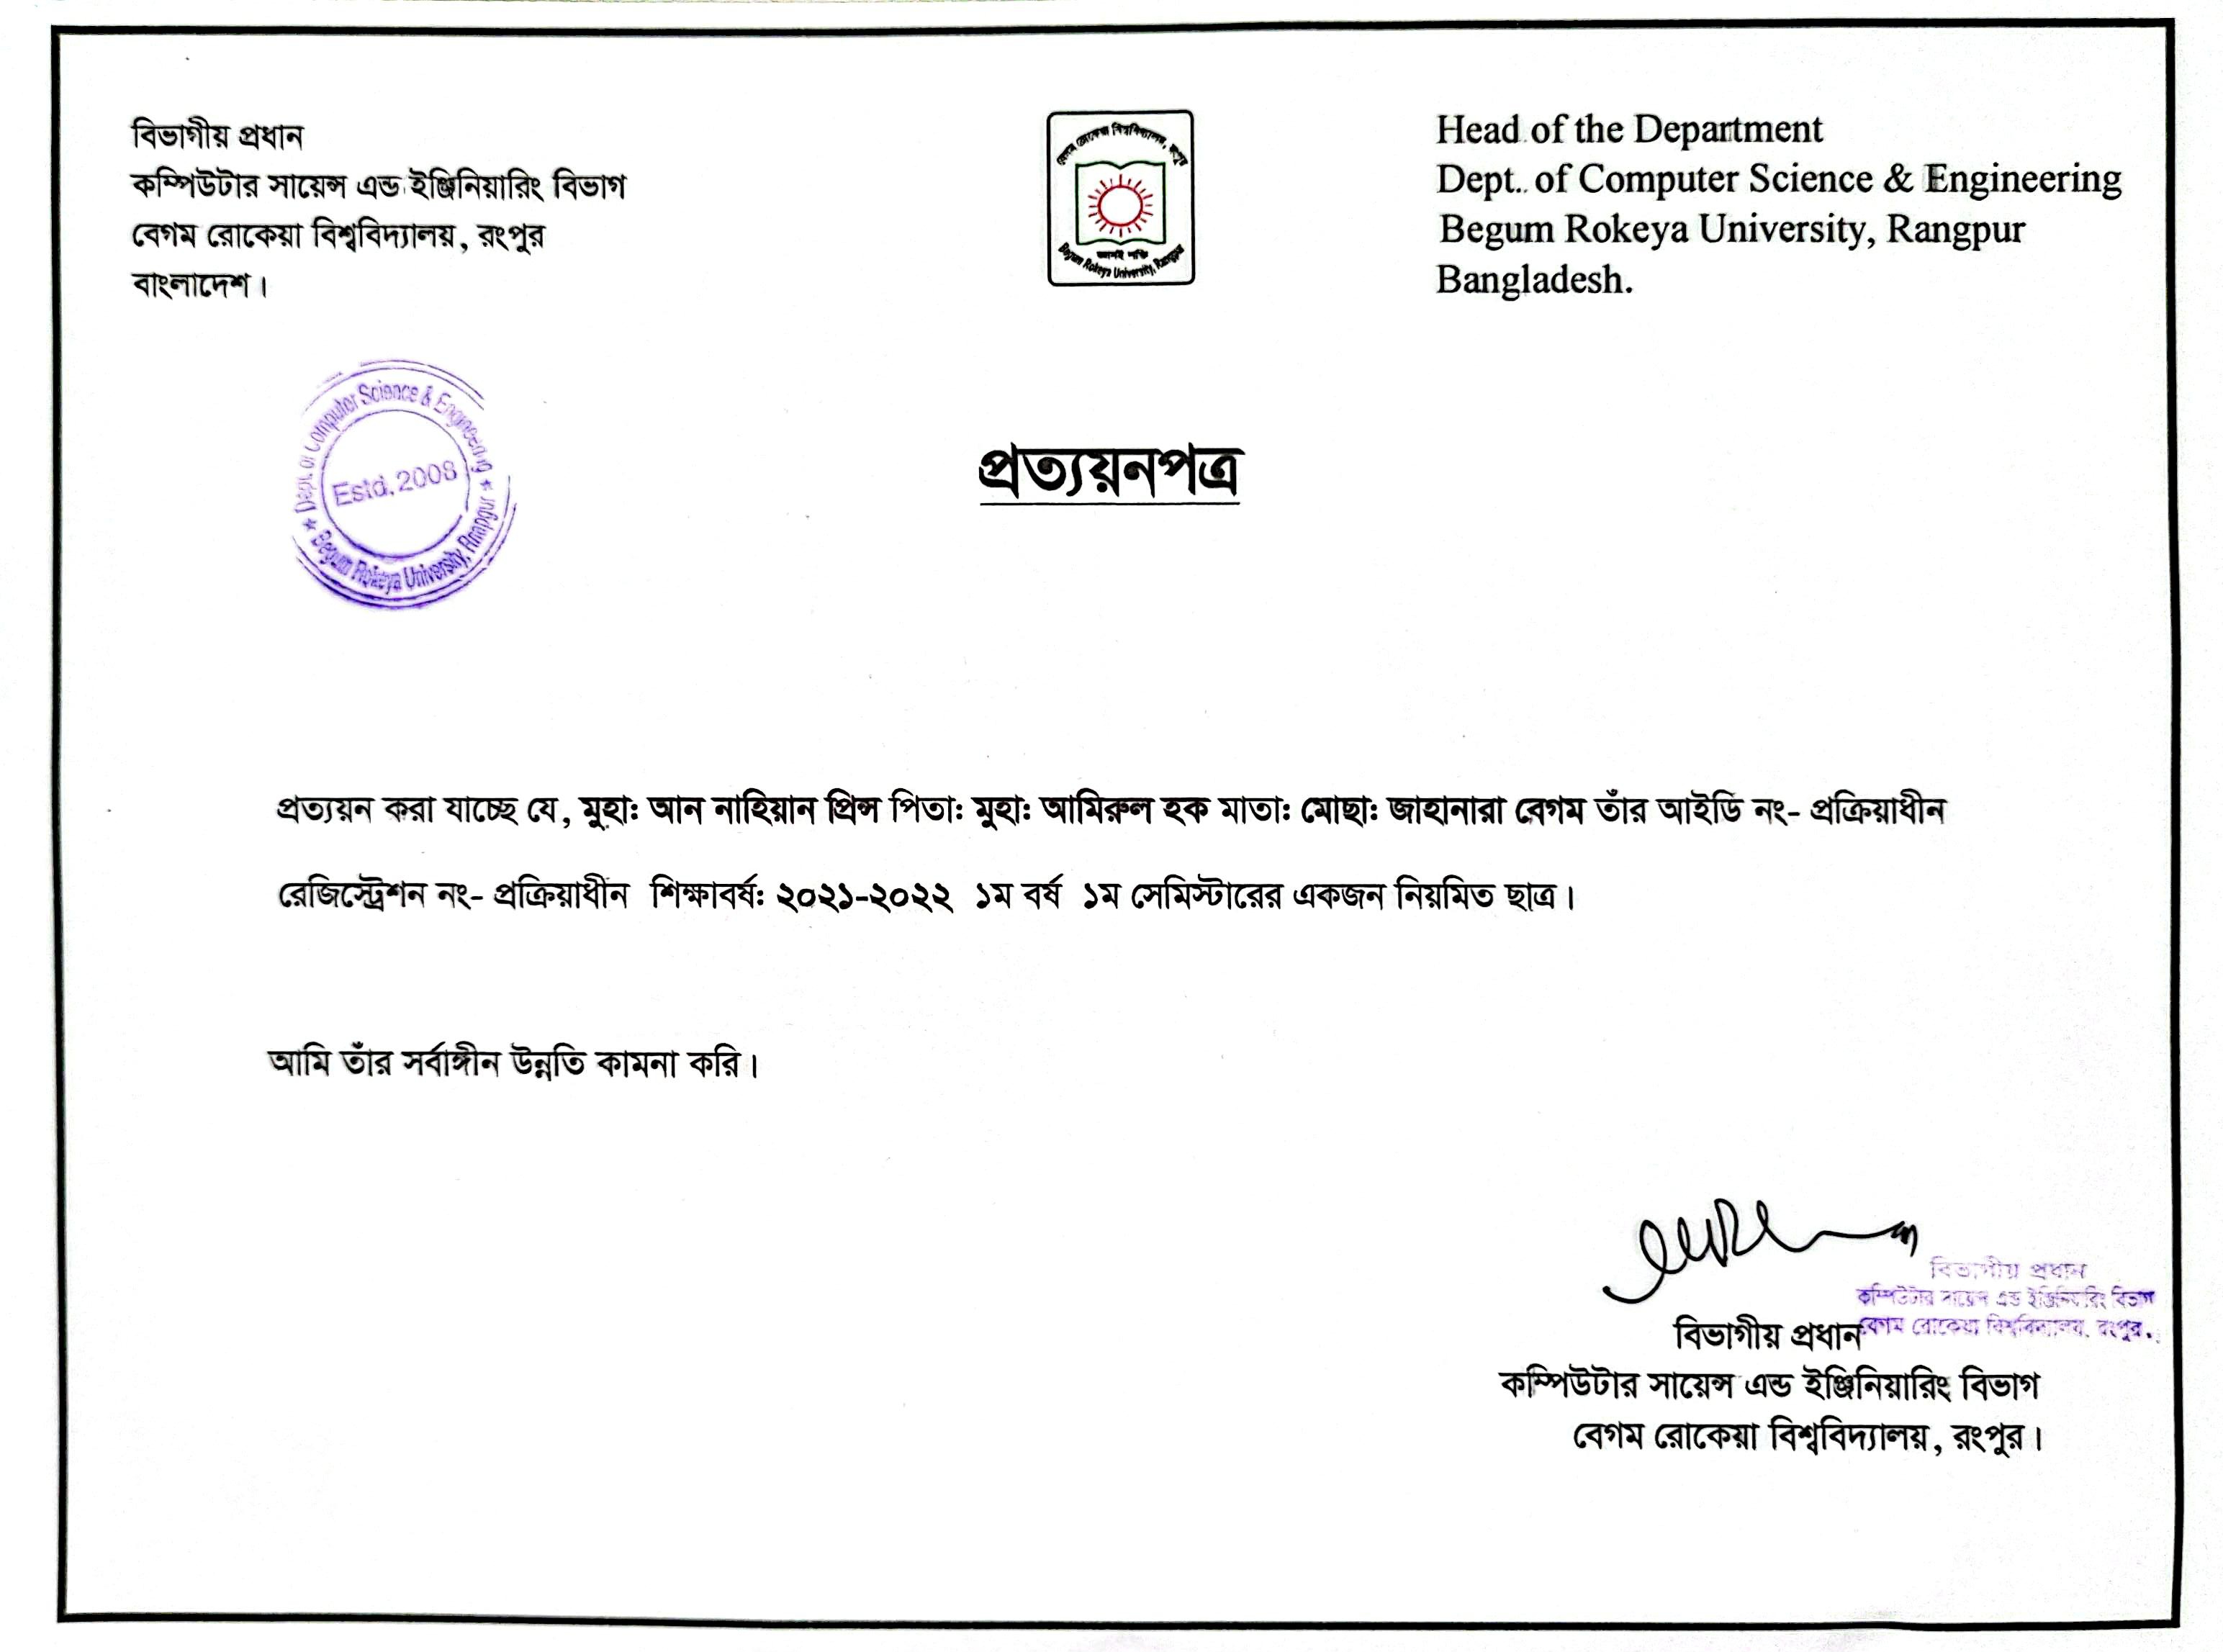 বিভাগীয় প্রধান
কম্পিউটার সায়েন্স এন্ড ইঞ্জিনিয়ারিং বিভাগ
বেগম রোকেয়া বিশ্ববিদ্যালয়, রংপুর
বাংলাদেশ।
বেগম রোকেয়া বিশ্ববিদ্যালয়, রংপুর
Begum Rokeya University, Rangpur
Head of the Department
Dept. of Computer Science & Engineering
Begum Rokeya University, Rangpur
Bangladesh.
Dept. of Computer Science & Engineering
Estd. 2008
Begum Rokeya University,
প্রত্যয়নপত্র
প্রত্যয়ন করা যাচ্ছে যে, মুহাঃ আন নাহিয়ান প্রিন্স পিতাঃ মুহাঃ আমিরুল হক মাতাঃ মোছাঃ জাহানারা বেগম তাঁর আইডি নং- প্রক্রিয়াধীন
রেজিস্ট্রেশন নং- প্রক্রিয়াধীন শিক্ষাবর্ষঃ ২০২১-২০২২ ১ম বর্ষ ১ম সেমিস্টারের একজন নিয়মিত ছাত্র।
আমি তাঁর সর্বাঙ্গীন উন্নতি কামনা করি।
বিভাগীয় প্রধান
কম্পিউটার সায়েন্স এন্ড ইঞ্জিনিয়ারিং বিভাগ
বেগম রোকেয়া বিশ্ববিদ্যালয়, রংপুর.
বিভাগীয় প্রধান
কম্পিউটার সায়েন্স এন্ড ইঞ্জিনিয়ারিং বিভাগ
বেগম রোকেয়া বিশ্ববিদ্যালয়, রংপুর।